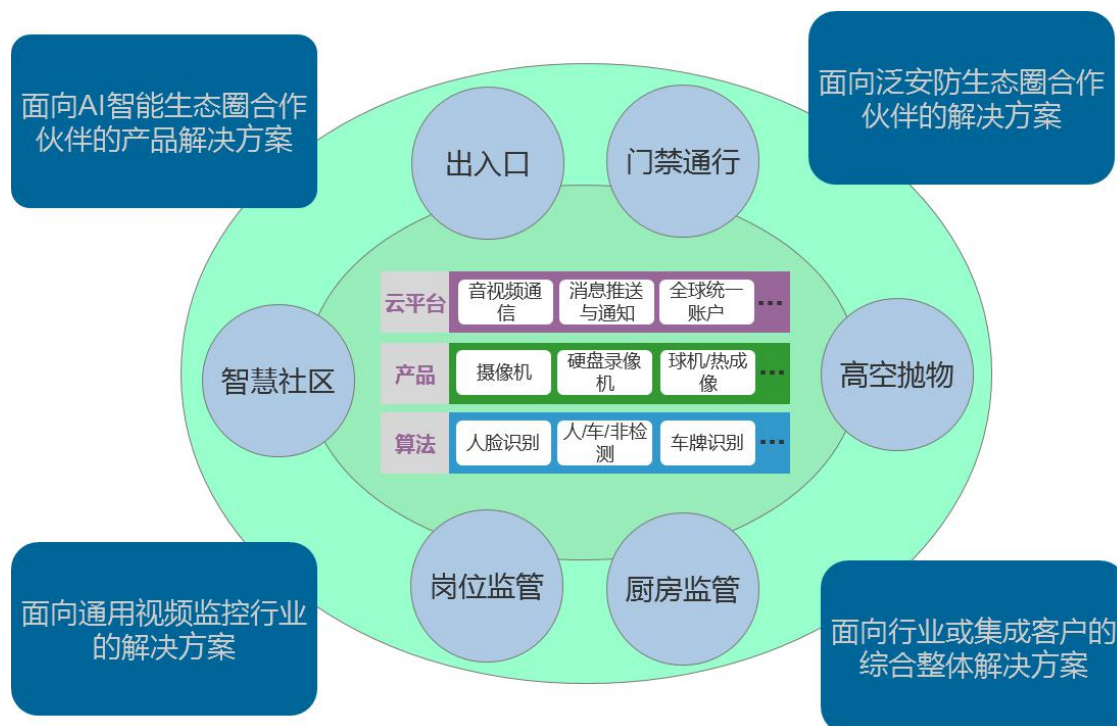 面向AI智能生态圈合作
伙伴的产品解决方案
面向泛安防生态圈合作
伙伴的解决方案
出入口
门禁通行
云平台
音视频通
信
消息推送
与通知
全球统一
账户
...
智慧社区
产品
摄像机
硬盘录像
机
球机/热成
像
...
高空抛物
算法
人脸识别
人/车/非检
测
车牌识别
...
岗位监管
厨房监管
面向通用视频监控行业
的解决方案
面向行业或集成客户的
综合整体解决方案